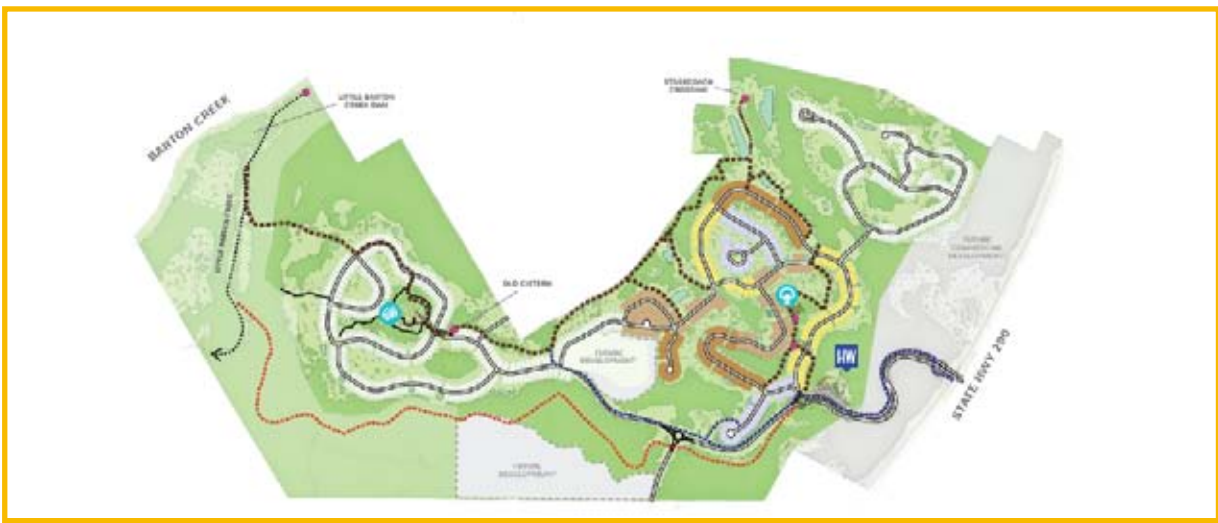 BARTON CREEK
LITTLE BARTON
CREEK DAM
LITTLE BARTON CREEK
OLD CISTERN
STAGECOACH
CROSSING
FUTURE
COMMERCIAL
DEVELOPMENT
FUTURE
DEVELOPMENT
HW
STATE HWY 290
FUTURE
DEVELOPMENT